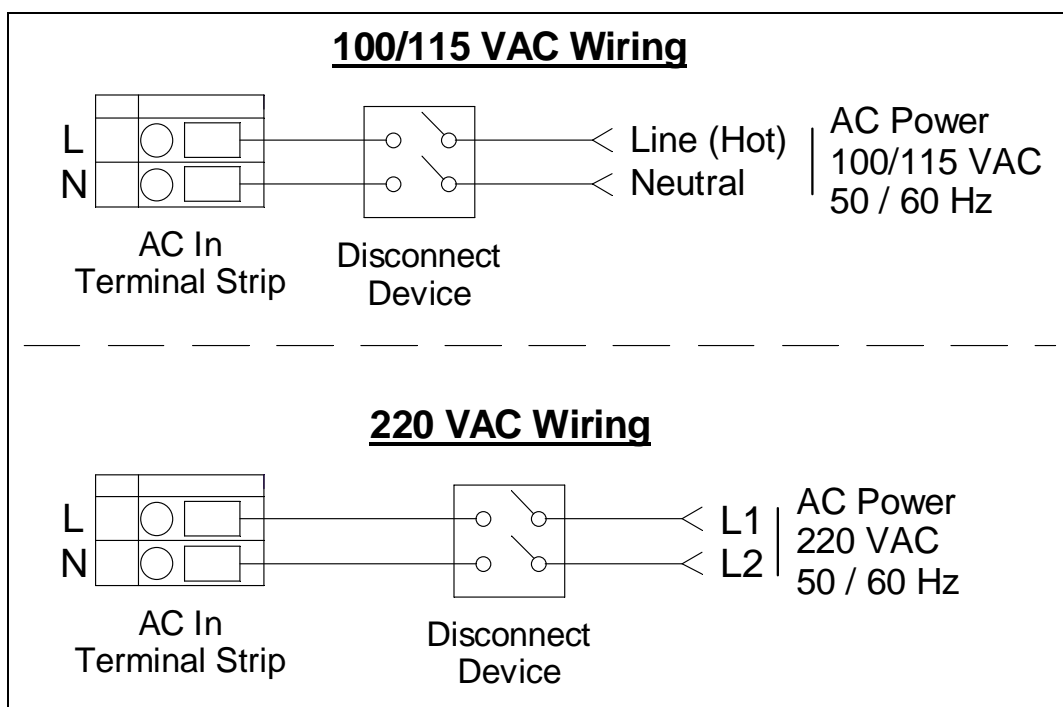 100/115 VAC Wiring
L
N
AC In
Terminal Strip
Disconnect
Device
Line (Hot)
Neutral
AC Power
100/115 VAC
50 / 60 Hz
220 VAC Wiring
L
N
AC In
Terminal Strip
Disconnect
Device
L1
L2
AC Power
220 VAC
50 / 60 Hz